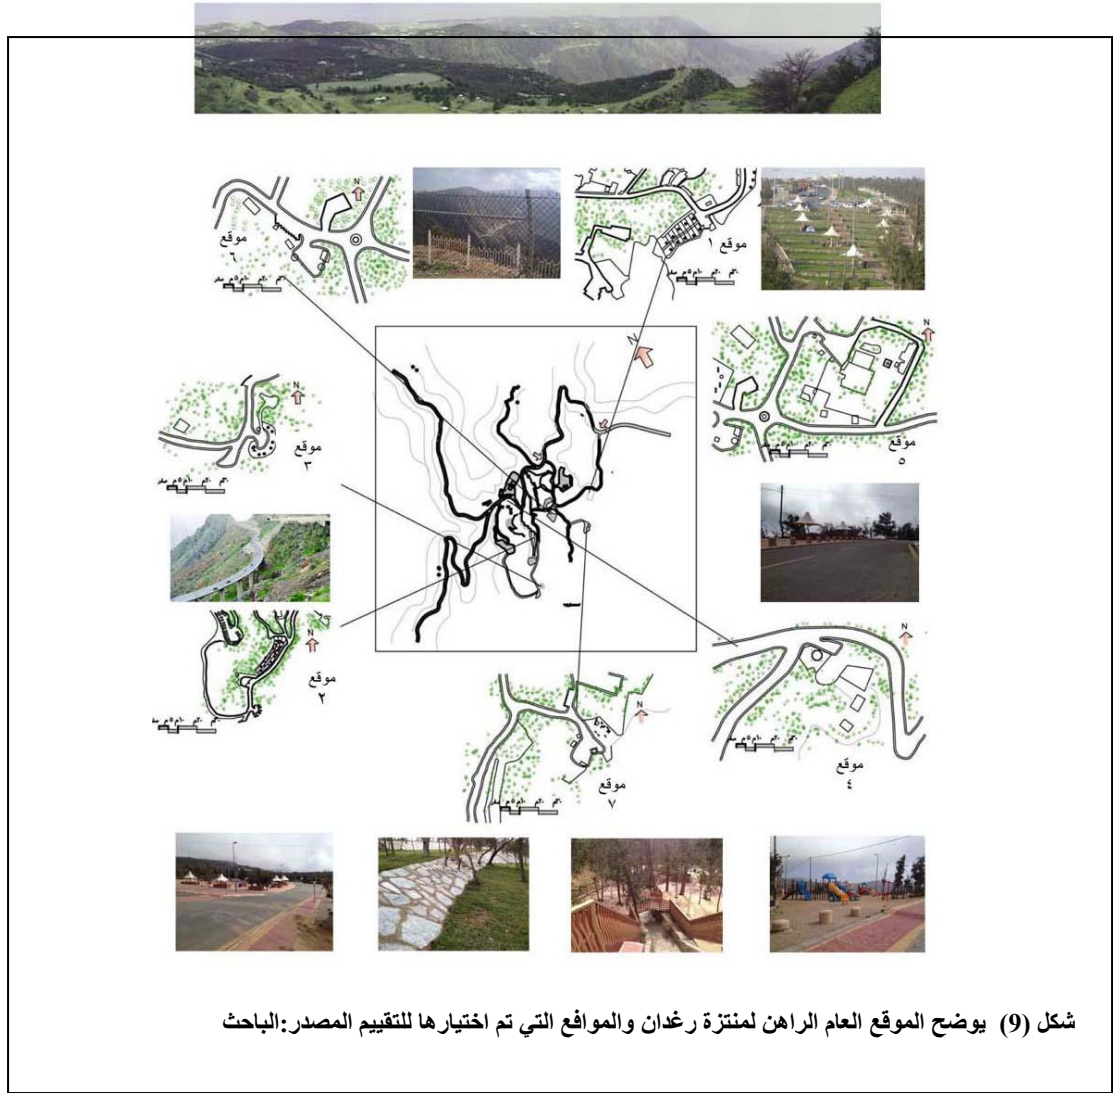 موقع
٦
N
موقع ١
N
موقع
٥
N
موقع
٣
N
موقع
٢
N
موقع
٧
N
موقع
٤
شكل (9) يوضح الموقع العام الراهن لمنتزة رغدان والموافع التي تم اختيارها للتقييم المصدر:الباحث